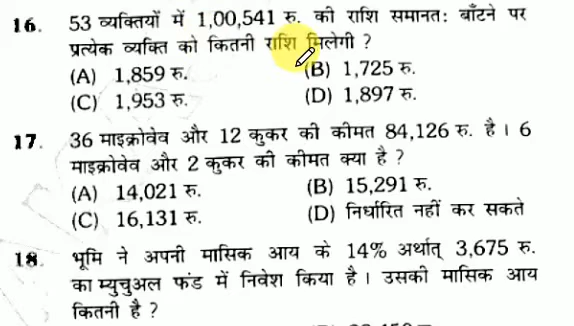 16. 53 व्यक्तियों में 1,00,541 रु. की राशि समानत: बाँटने पर
प्रत्येक व्यक्ति को कितनी राशि मिलेगी ?
(A) 1,859 रु. (B) 1,725 रु.
(C) 1,953 रु. (D) 1,897 रु.
17. 36 माइक्रोवेव और 12 कुकर की कीमत 84,126 रु. है । 6
माइक्रोवेव और 2 कुकर की कीमत क्या है ?
(A) 14,021 रु. (B) 15,291 रु.
(C) 16,131 रु. (D) निर्धारित नहीं कर सकते
18. भूमि ने अपनी मासिक आय के 14% अर्थात् 3,675 रु.
का म्युचुअल फंड में निवेश किया है । उसकी मासिक आय
कितनी है ?